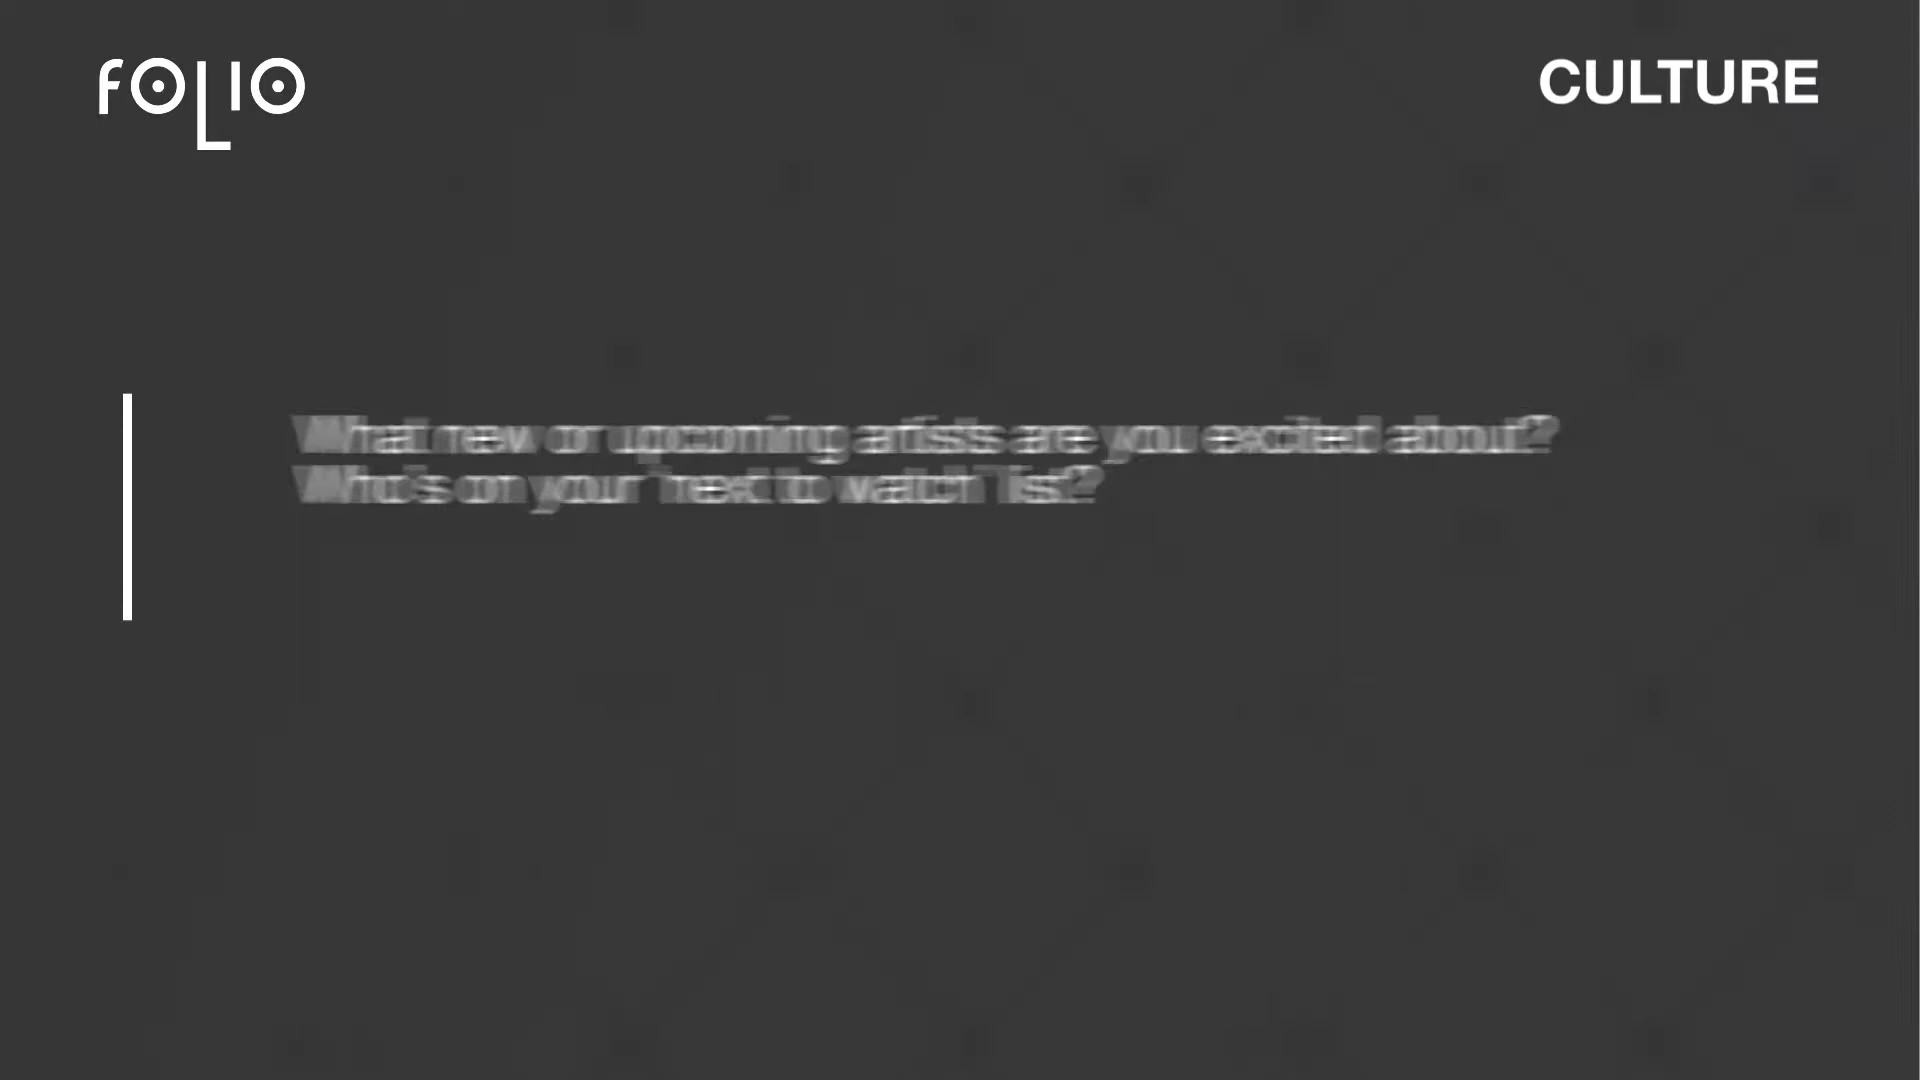 FOLIO
CULTURE
What new or upcoming artists are you excited about?
Who's on your "next to watch" list?